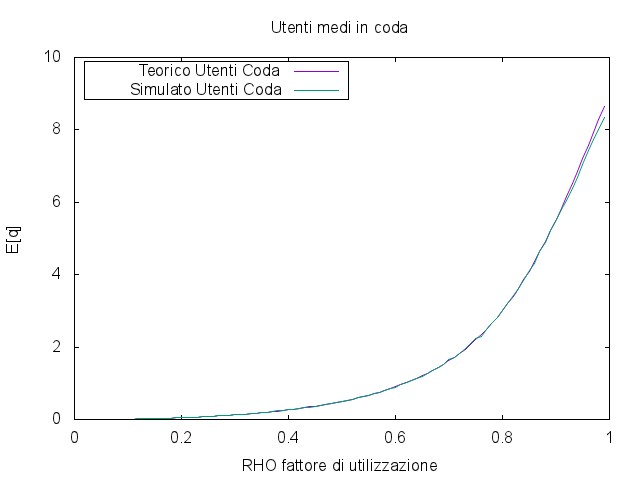 Utenti medi in coda
10
Teorico Utenti Coda
Simulato Utenti Coda
8
6
E[q]
4
2
0
0 0.2 0.4 0.6 0.8 1
RHO fattore di utilizzazione